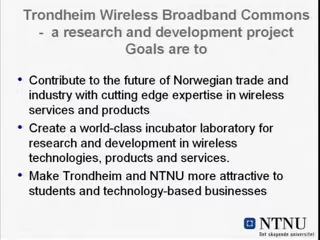 Trondheim Wireless Broadband Commons
- a research and development project
Goals are to
• Contribute to the future of Norwegian trade and
industry with cutting edge expertise in wireless
services and products
• Create a world-class incubator laboratory for
research and development in wireless
technologies, products and services.
• Make Trondheim and NTNU more attractive to
students and technology-based businesses
NTNU
Det skapende universitet